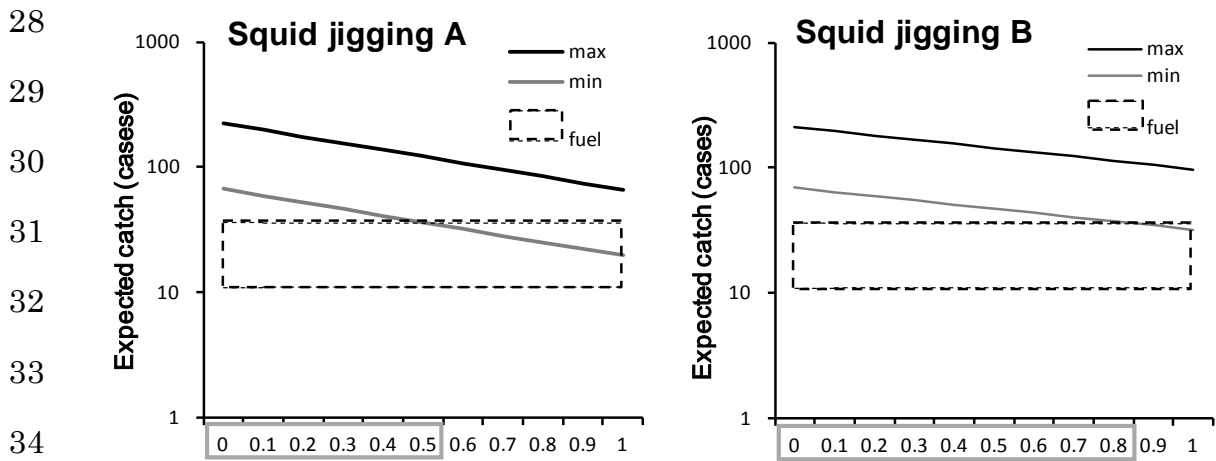 28
29
30
31
32
33
34
Squid jigging A
max
min
fuel
Expected catch (casese)
1000
100
10
1
0 0.1 0.2 0.3 0.4 0.5 0.6 0.7 0.8 0.9 1
Squid jigging B
max
min
fuel
Expected catch (cases)
1000
100
10
1
0 0.1 0.2 0.3 0.4 0.5 0.6 0.7 0.8 0.9 1